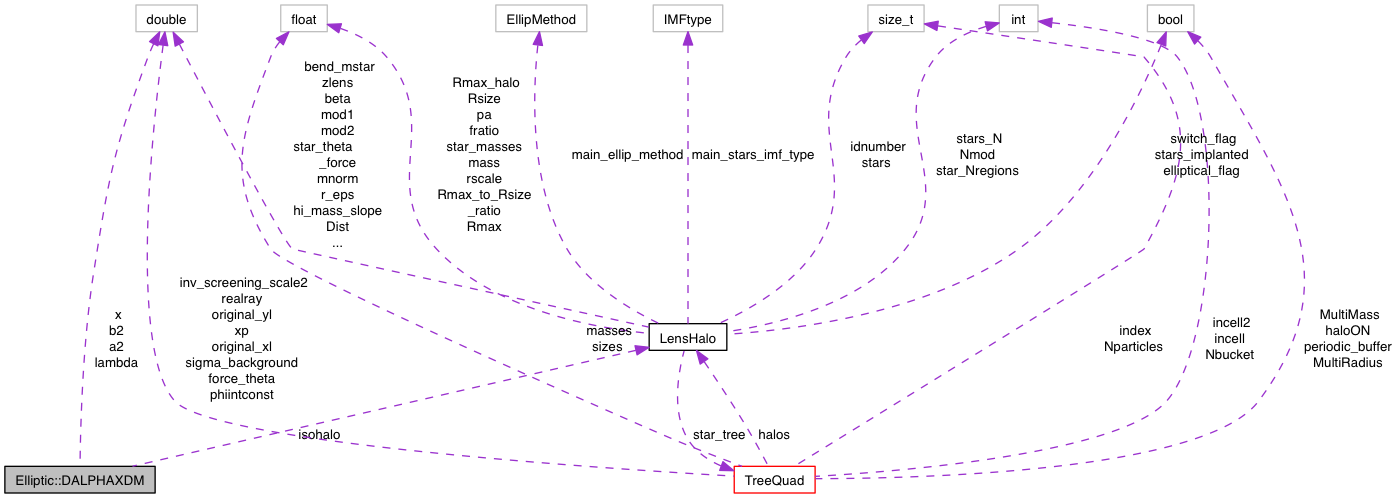 double
float
EllipMethod
IMFtype
size_t
int
bool
bend_mstar
zlens
beta
mod1
mod2
star_theta
_force
mnorm
r_eps
hi_mass_slope
Dist
...
Rmax_halo
Rsize
pa
fratio
star_masses
mass
rscale
Rmax_to_Rsize
_ratio
Rmax
main_ellip_method
main_stars_imf_type
idnumber
stars
stars_N
Nmod
star_Nregions
switch_flag
stars_implanted
elliptical_flag
x
b2
a2
lambda
inv_screening_scale2
realray
original_yl
xp
original_xl
sigma_background
force_theta
phiintconst
masses
sizes
LensHalo
index
Nparticles
incell2
incell
Nbucket
MultiMass
haloON
periodic_buffer
MultiRadius
isohalo
star_tree
halos
Elliptic::DALPHAXDM
TreeQuad